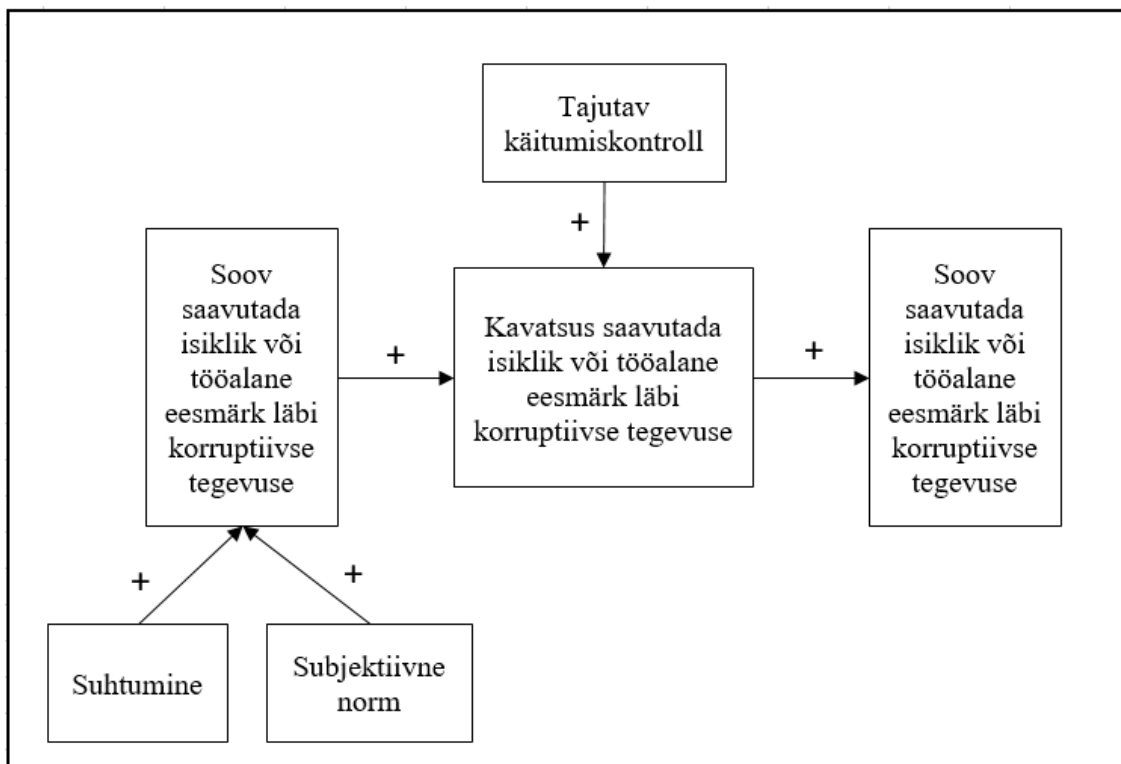 Tajutav
käitumiskontroll
+
Soov
saavutada
isiklik või
tööalane
eesmärk läbi
korruptiivse
tegevuse
+
Kavatsus saavutada
isiklik või tööalane
eesmärk läbi
korruptiivse tegevuse
+
Soov
saavutada
isiklik või
tööalane
eesmärk läbi
korruptiivse
tegevuse
+
+
Suhtumine
Subjektiivne
norm